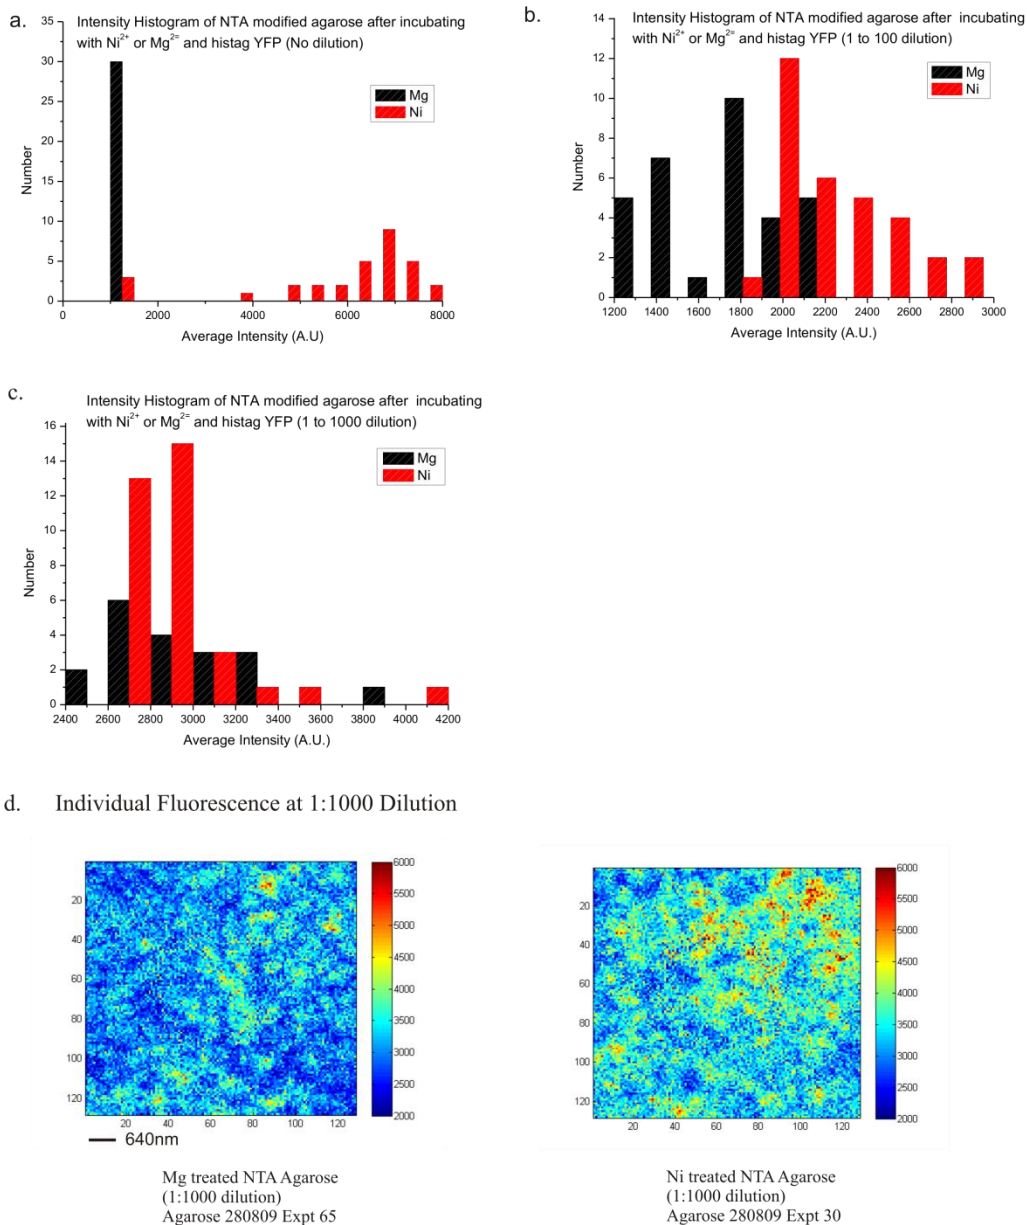 a.
Intensity Histogram of NTA modified agarose after incubating
with Ni2+ or Mg2= and histag YFP (No dilution)
35
30
25
20
15
10
5
0
Number
Mg
Ni
0 2000 4000 6000 8000
Average Intensity (A.U)
b.
Intensity Histogram of NTA modified agarose after incubating
with Ni2+ or Mg2= and histag YFP (1 to 100 dilution)
14
12
10
8
6
4
2
0
Number
Mg
Ni
1200 1400 1600 1800 2000 2200 2400 2600 2800 3000
Average Intensity (A.U.)
c.
Intensity Histogram of NTA modified agarose after incubating
with Ni2+ or Mg2= and histag YFP (1 to 1000 dilution)
16
14
12
10
8
6
4
2
0
Number
Mg
Ni
2400 2600 2800 3000 3200 3400 3600 3800 4000 4200
Average Intensity (A.U.)
d. Individual Fluorescence at 1:1000 Dilution
20
40
60
80
100
120
20 40 60 80 100 120
6000
5500
5000
4500
4000
3500
3000
2500
2000
640nm
Mg treated NTA Agarose
(1:1000 dilution)
Agarose 280809 Expt 65
20
40
60
80
100
120
20 40 60 80 100 120
6000
5500
5000
4500
4000
3500
3000
2500
2000
Ni treated NTA Agarose
(1:1000 dilution)
Agarose 280809 Expt 30